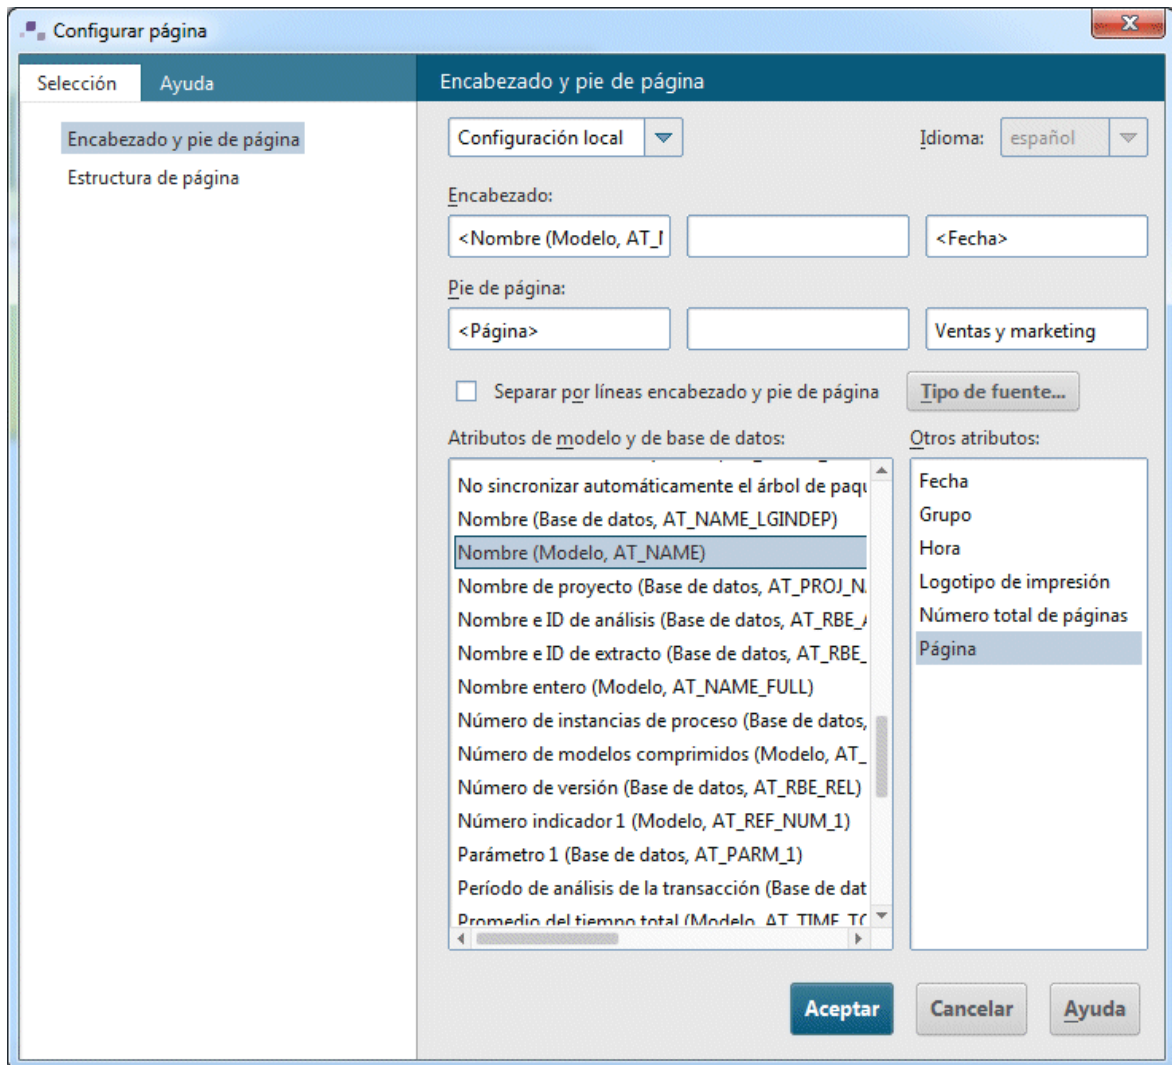 Configurar página
Selección
Ayuda
Encabezado y pie de página
Estructura de página
Encabezado y pie de página
Configuración local
Idioma: español
Encabezado:
<Nombre (Modelo, AT_
<Fecha>
Pie de página:
<Página>
Ventas y marketing
Separar por líneas encabezado y pie de página
Tipo de fuente...
Atributos de modelo y de base de datos:
No sincronizar automáticamente el árbol de paqu
Nombre (Base de datos, AT_NAME_LGINDEP)
Nombre (Modelo, AT_NAME)
Nombre de proyecto (Base de datos, AT_PROJ_N
Nombre e ID de análisis (Base de datos, AT_RBE_
Nombre e ID de extracto (Base de datos, AT_RBE_
Nombre entero (Modelo, AT_NAME_FULL)
Número de instancias de proceso (Base de datos,
Número de modelos comprimidos (Modelo, AT_
Número de versión (Base de datos, AT_RBE_REL)
Número indicador 1 (Modelo, AT_REF_NUM_1)
Parámetro 1 (Base de datos, AT_PARM_1)
Período de análisis de la transacción (Base de dat
Promedio del tiempo total (Modelo, AT_TIME_TO
Otros atributos:
Fecha
Grupo
Hora
Logotipo de impresión
Número total de páginas
Página
Aceptar
Cancelar
Ayuda